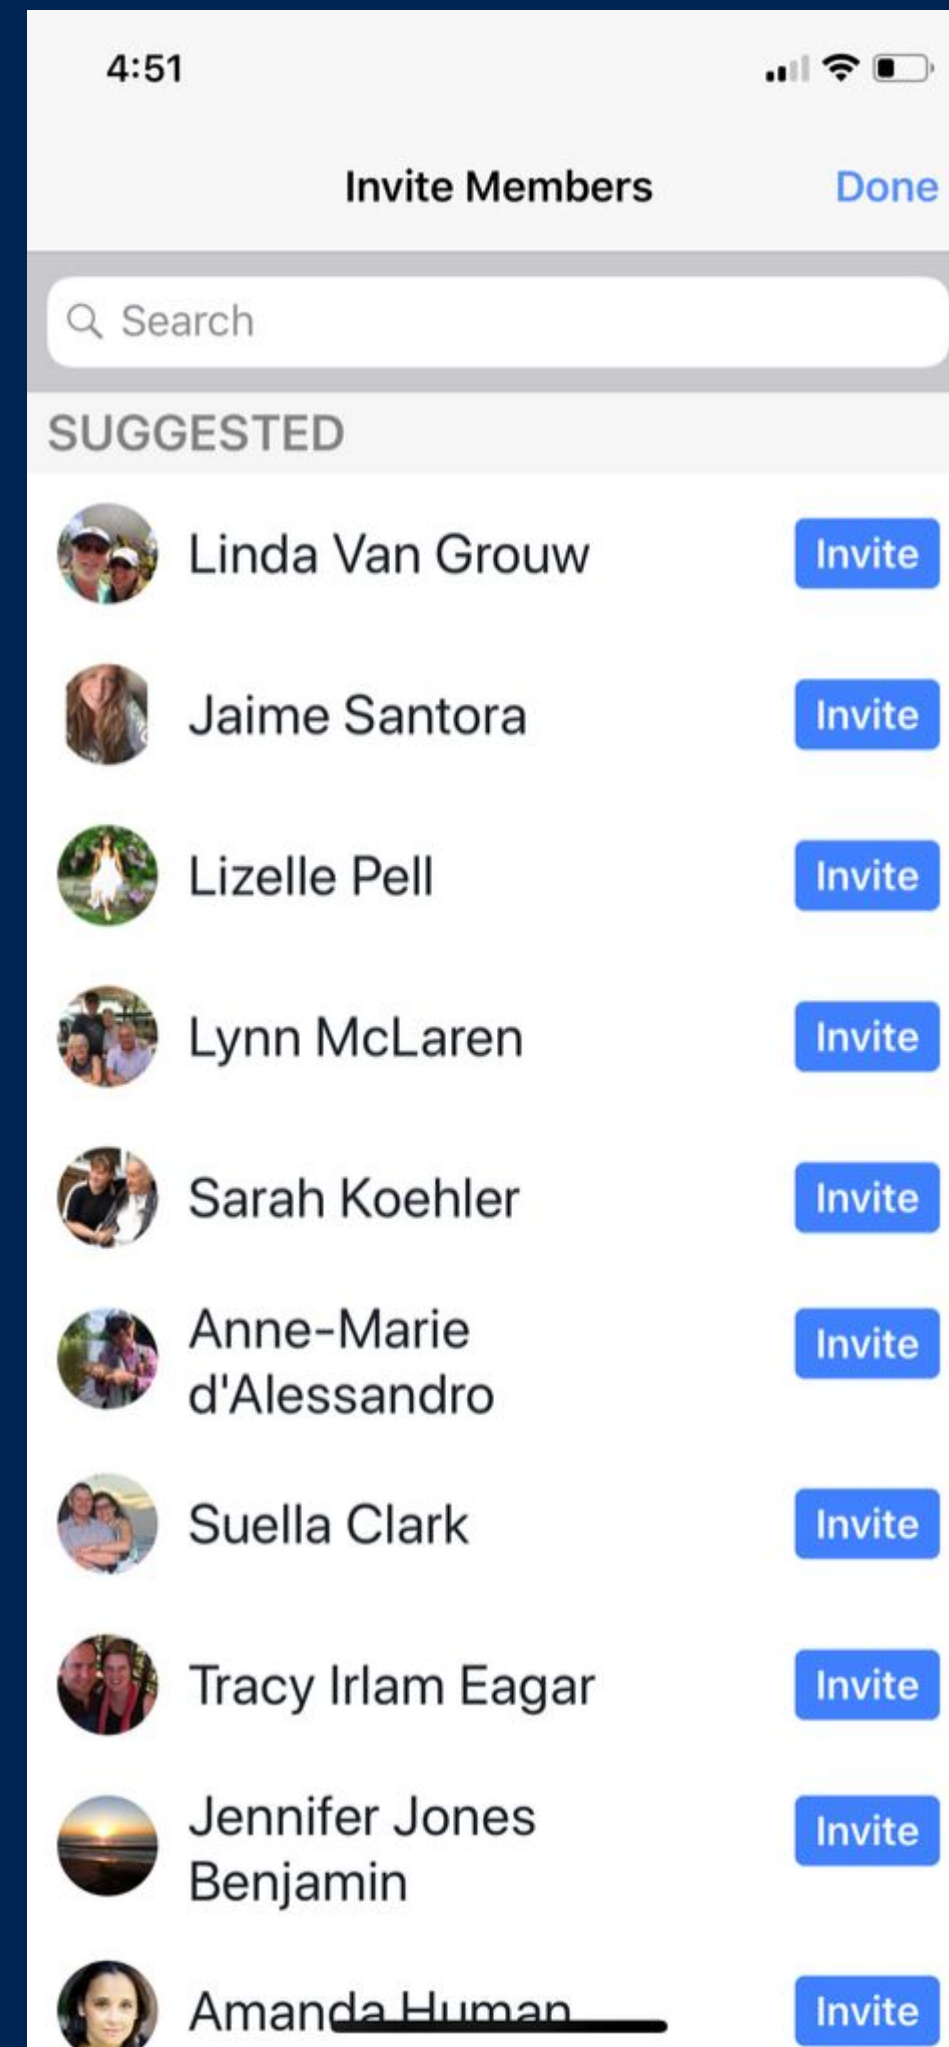 4:51
Invite Members Done
Search
SUGGESTED
Linda Van Grouw Invite
Jaime Santora Invite
Lizelle Pell Invite
Lynn McLaren Invite
Sarah Koehler Invite
Anne-Marie
d'Alessandro Invite
Suella Clark Invite
Tracy Irlam Eagar Invite
Jennifer Jones
Benjamin Invite
Amanda Human Invite